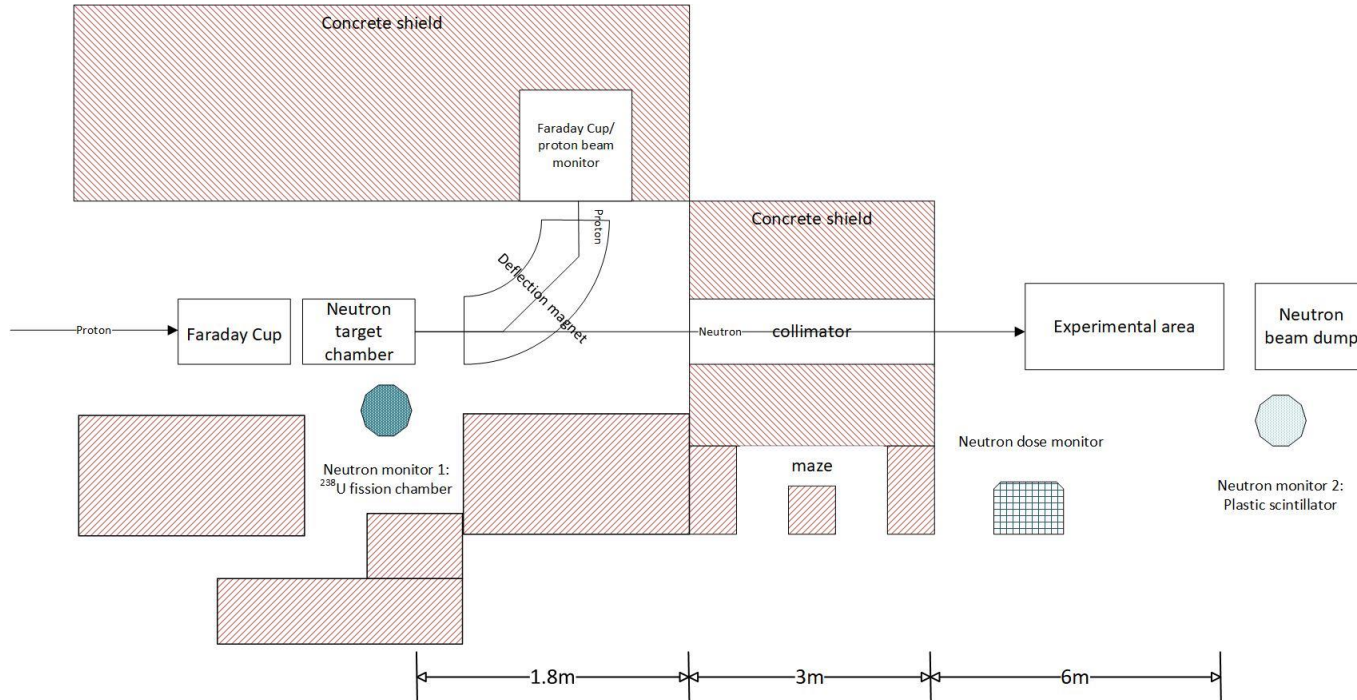 Concrete shield
Faraday Cup/
proton beam
monitor
Proton
Concrete shield
Deflection magnet
Proton
Faraday Cup
Neutron
target
chamber
Neutron
collimator
Experimental area
Neutron
beam dump
Neutron monitor 1:
²³⁸U fission chamber
maze
Neutron dose monitor
Neutron monitor 2:
Plastic scintillator
1.8m
3m
6m